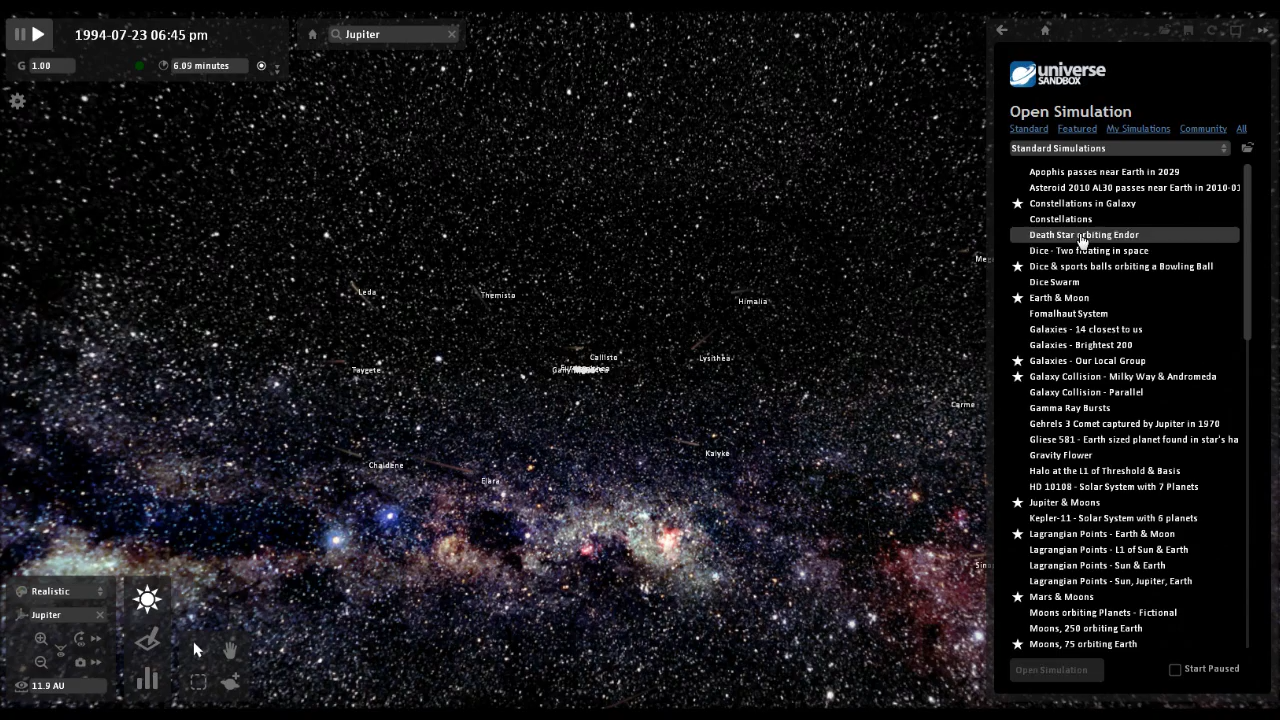 1994-07-23 06:45 pm
G 1.00
6.09 minutes
Jupiter
universe
SANDBOX
Open Simulation
Standard Featured My Simulations Community All
Standard Simulations
Apophis passes near Earth in 2029
Asteroid 2010 AL30 passes near Earth in 2010-01
Constellations in Galaxy
Constellations
Death Star orbiting Endor
Dice - Two floating in space
Dice & sports balls orbiting a Bowling Ball
Dice Swarm
Earth & Moon
Fomalhaut System
Galaxies - 14 closest to us
Galaxies - Brightest 200
Galaxies - Our Local Group
Galaxy Collision - Milky Way & Andromeda
Galaxy Collision - Parallel
Gamma Ray Bursts
Gehrels 3 Comet captured by Jupiter in 1970
Gliese 581 - Earth sized planet found in star's ha
Gravity Flower
Halo at the L1 of Threshold & Basis
HD 10108 - Solar System with 7 Planets
Jupiter & Moons
Kepler-11 - Solar System with 6 planets
Lagrangian Points - Earth & Moon
Lagrangian Points - L1 of Sun & Earth
Lagrangian Points - Sun & Earth
Lagrangian Points - Sun, Jupiter, Earth
Mars & Moons
Moons orbiting Planets - Fictional
Moons, 250 orbiting Earth
Moons, 75 orbiting Earth
Open Simulation
Start Paused
Leda
Themista
Himalia
Callisto
Lysithea
Taygete
Carme
Kalyke
Chaldene
Elara
Realistic
Jupiter
11.9 AU